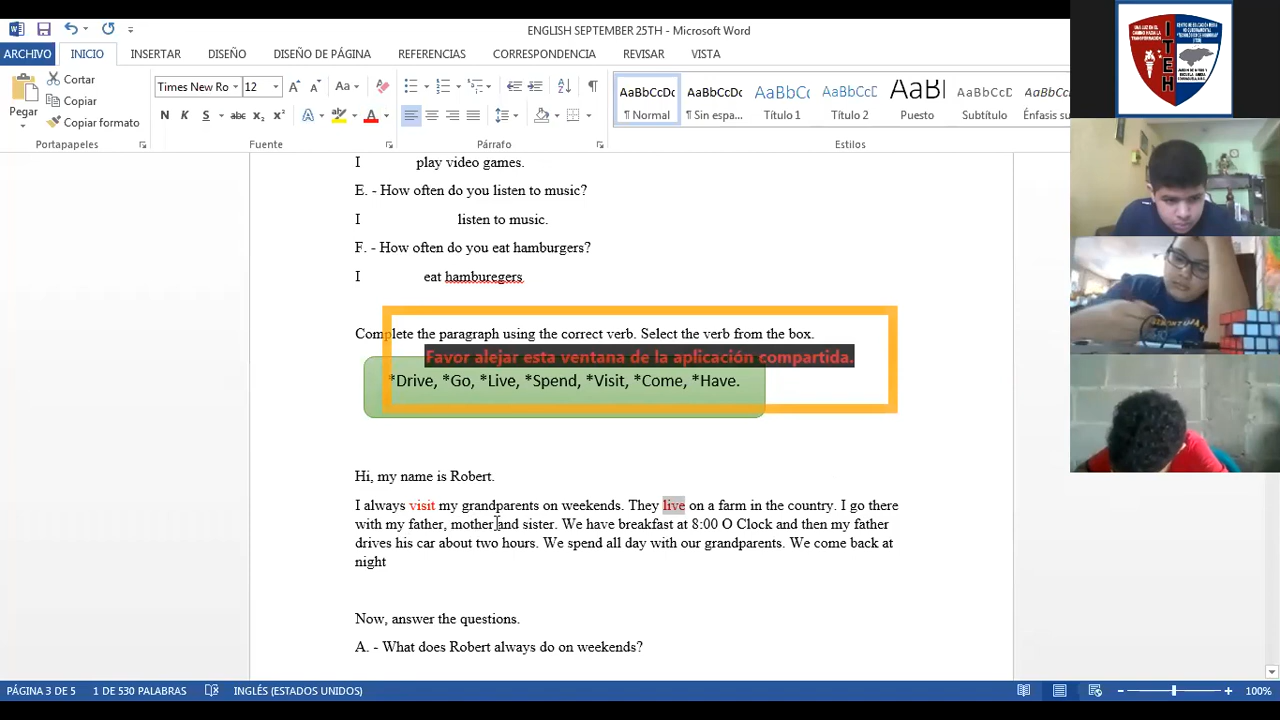 ENGLISH SEPTEMBER 25TH - Microsoft Word
ARCHIVO INICIO INSERTAR DISEÑO DISEÑO DE PÁGINA REFERENCIAS CORRESPONDENCIA REVISAR VISTA
Pegar
Cortar
Copiar
Copiar formato
Portapapeles
Times New Ro 12
N K S abc x₂ x²
Fuente
Párrafo
AaBbCcDc AaBbCcDc AaBbCc AaBbCcD AaBl AaBbCcD AaBbCcDc
¶ Normal ¶ Sin espa... Título 1 Título 2 Puesto Subtítulo Énfasis su
Estilos
ITEH
I play video games.
E. - How often do you listen to music?
I listen to music.
F. - How often do you eat hamburgers?
I eat hamburegers.
Complete the paragraph using the correct verb. Select the verb from the box.
Favor alejar esta ventana de la aplicación compartida.
*Drive, *Go, *Live, *Spend, *Visit, *Come, *Have.
Hi, my name is Robert.
I always visit my grandparents on weekends. They live on a farm in the country. I go there
with my father, mother and sister. We have breakfast at 8:00 O Clock and then my father
drives his car about two hours. We spend all day with our grandparents. We come back at
night
Now, answer the questions.
A. - What does Robert always do on weekends?
PÁGINA 3 DE 5 1 DE 530 PALABRAS INGLÉS (ESTADOS UNIDOS) 100%